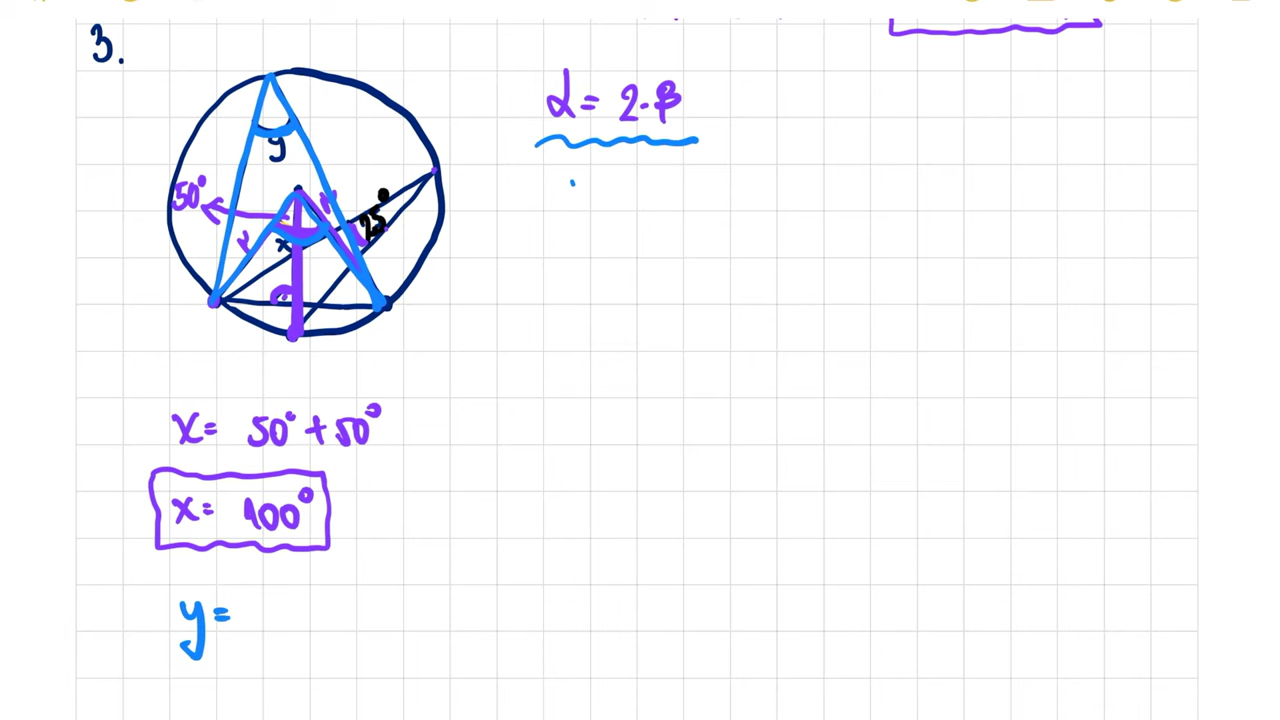 3.
α = 2·β
y
50°
r
r
25°
x
x = 50° + 50°
x = 100°
y =